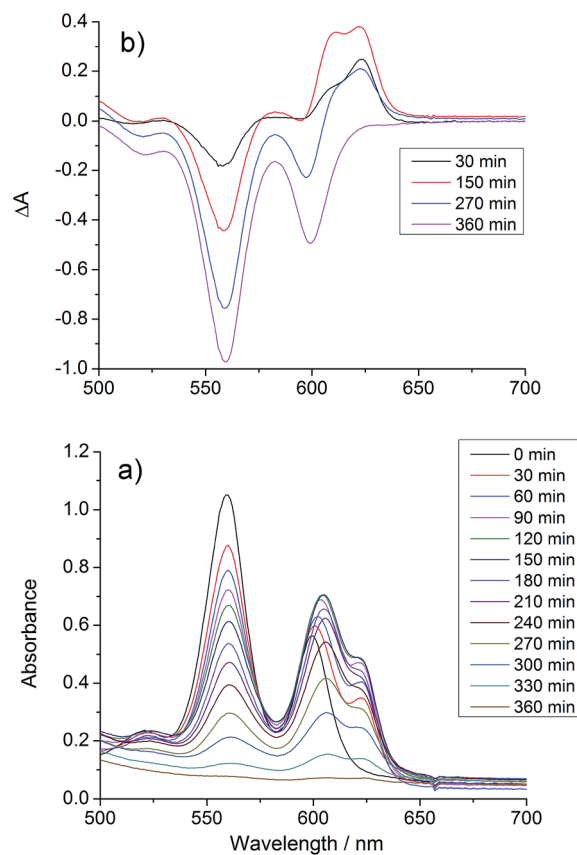 b)
0.4
0.2
0.0
-0.2
-0.4
-0.6
-0.8
-1.0
ΔA
30 min
150 min
270 min
360 min
500 550 600 650 700
a)
1.2
1.0
0.8
0.6
0.4
0.2
0.0
Absorbance
0 min
30 min
60 min
90 min
120 min
150 min
180 min
210 min
240 min
270 min
300 min
330 min
360 min
500 550 600 650 700
Wavelength / nm